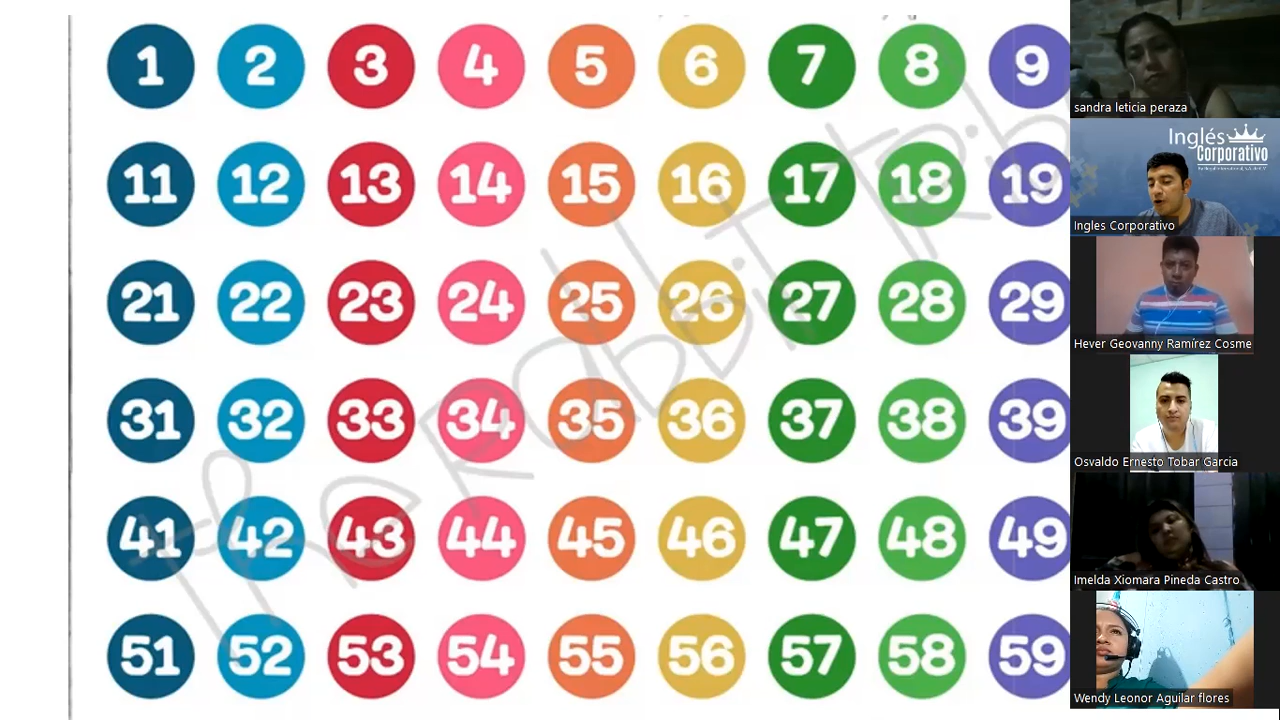 1 2 3 4 5 6 7 8 9
11 12 13 14 15 16 17 18 19
21 22 23 24 25 26 27 28 29
31 32 33 34 35 36 37 38 39
41 42 43 44 45 46 47 48 49
51 52 53 54 55 56 57 58 59
sandra leticia peraza
Inglés
Corporativo
Ingles Corporativo
Hever Geovanny Ramírez Cosme
Osvaldo Ernesto Tobar Garcia
Imelda Xiomara Pineda Castro
Wendy Leonor Aguilar flores